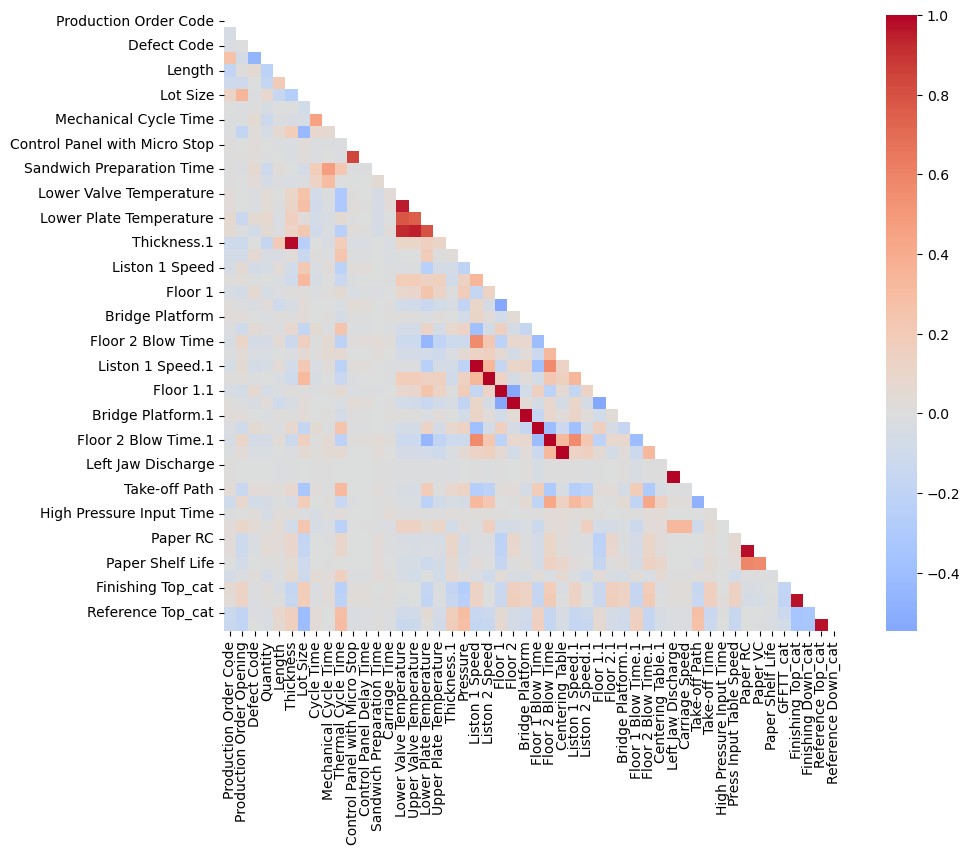 Production Order Code
Defect Code
Length
Lot Size
Mechanical Cycle Time
Control Panel with Micro Stop
Sandwich Preparation Time
Lower Valve Temperature
Lower Plate Temperature
Thickness.1
Liston 1 Speed
Floor 1
Bridge Platform
Floor 2 Blow Time
Liston 1 Speed.1
Floor 1.1
Bridge Platform.1
Floor 2 Blow Time.1
Left Jaw Discharge
Take-off Path
High Pressure Input Time
Paper RC
Paper Shelf Life
Finishing Top_cat
Reference Top_cat
Production Order Code
Production Order Opening
Defect Code
Quantity
Length
Thickness
Lot Size
Cycle Time
Mechanical Cycle Time
Thermal Cycle Time
Control Panel with Micro Stop
Control Panel Delay Time
Sandwich Preparation Time
Carriage Time
Lower Valve Temperature
Upper Valve Temperature
Lower Plate Temperature
Upper Plate Temperature
Thickness.1
Pressure
Liston 1 Speed
Liston 2 Speed
Floor 1
Floor 2
Bridge Platform
Floor 1 Blow Time
Floor 2 Blow Time
Centering Table
Liston 1 Speed.1
Liston 2 Speed.1
Floor 1.1
Floor 2.1
Bridge Platform.1
Floor 1 Blow Time.1
Floor 2 Blow Time.1
Centering Table.1
Left Jaw Discharge
Carriage Speed
Take-off Path
Take-off Time
High Pressure Input Time
Press Input Table Speed
Paper RC
Paper VC
Paper Shelf Life
GFTT_cat
Finishing Top_cat
Finishing Down_cat
Reference Top_cat
Reference Down_cat
1.0
0.8
0.6
0.4
0.2
0.0
−0.2
−0.4